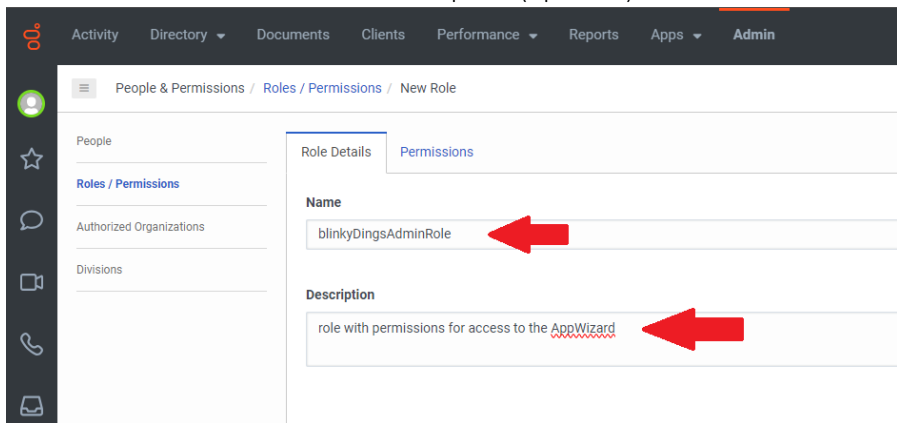 Activity Directory Documents Clients Performance Reports Apps Admin
People & Permissions / Roles / Permissions / New Role
People
Roles / Permissions
Authorized Organizations
Divisions
Role Details Permissions
Name
blinkyDingsAdminRole
Description
role with permissions for access to the AppWizard